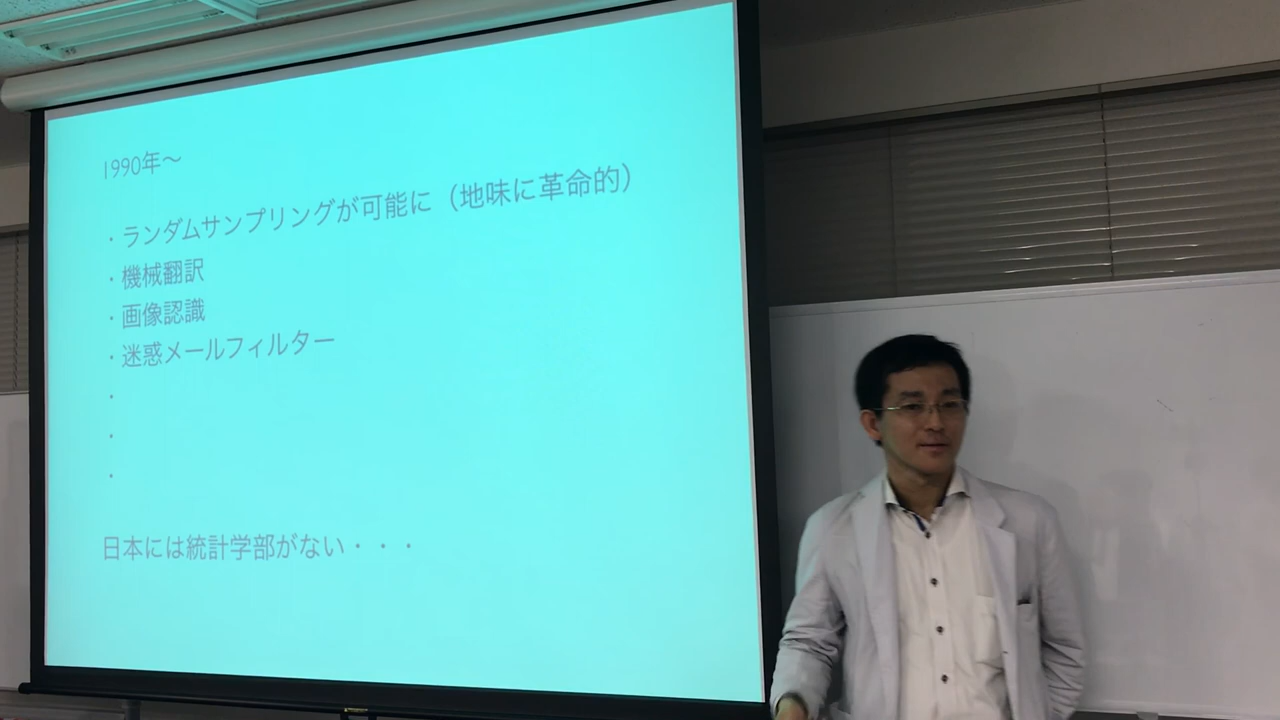 1990年〜
・ランダムサンプリングが可能に（地味に革命的）
・機械翻訳
・画像認識
・迷惑メールフィルター
・
・
・
日本には統計学部がない・・・